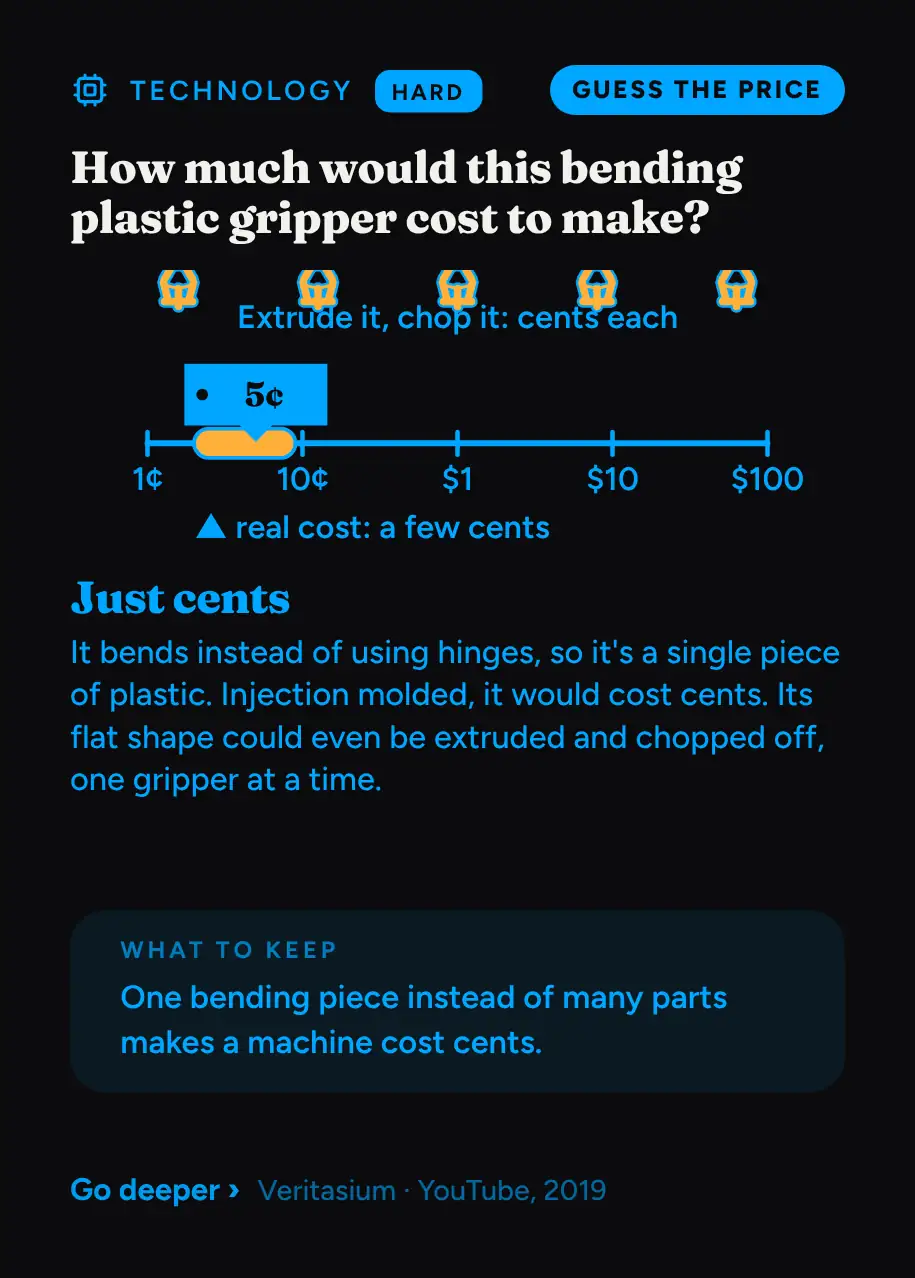 TECHNOLOGY HARD GUESS THE PRICE
How much would this bending
plastic gripper cost to make?
Extrude it, chop it: cents each
5¢
1¢ 10¢ $1 $10 $100
▲ real cost: a few cents
Just cents
It bends instead of using hinges, so it's a single piece
of plastic. Injection molded, it would cost cents. Its
flat shape could even be extruded and chopped off,
one gripper at a time.
WHAT TO KEEP
One bending piece instead of many parts
makes a machine cost cents.
Go deeper › Veritasium · YouTube, 2019